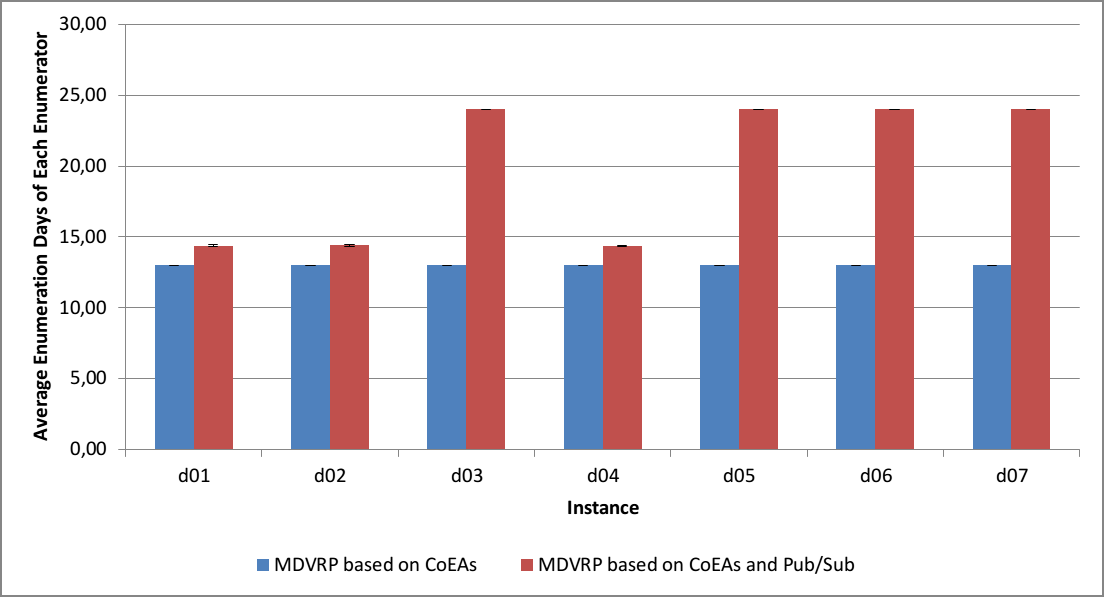 Average Enumeration Days of Each Enumerator
30,00
25,00
20,00
15,00
10,00
5,00
0,00
d01 d02 d03 d04 d05 d06 d07
Instance
MDVRP based on CoEAs MDVRP based on CoEAs and Pub/Sub